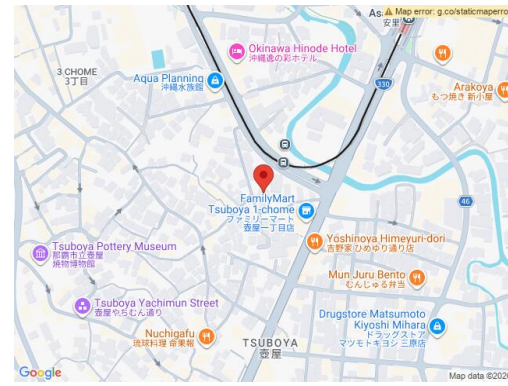 Map error: g.co/staticmaperro
As
安里
Okinawa Hinode Hotel
沖縄逸の彩ホテル
3 CHOME
3丁目
Aqua Planning
沖縄水族館
330
Arakoya
もつ焼き 新小屋
FamilyMart
Tsuboya 1-chome
ファミリーマート
壺屋一丁目店
46
Yoshinoya Himeyuri-dori
吉野家ひめゆり通り店
Tsuboya Pottery Museum
那覇市立壺屋
焼物博物館
Mun Juru Bento
むんじゅる弁当
Tsuboya Yachimun Street
壺屋やちむん通り
Drugstore Matsumoto
Kiyoshi Mihara
ドラッグストア
マツモトキヨシ 三原店
Nuchigafu
琉球料理 命果報
TSUBOYA
壺屋
Google
Map data ©2026